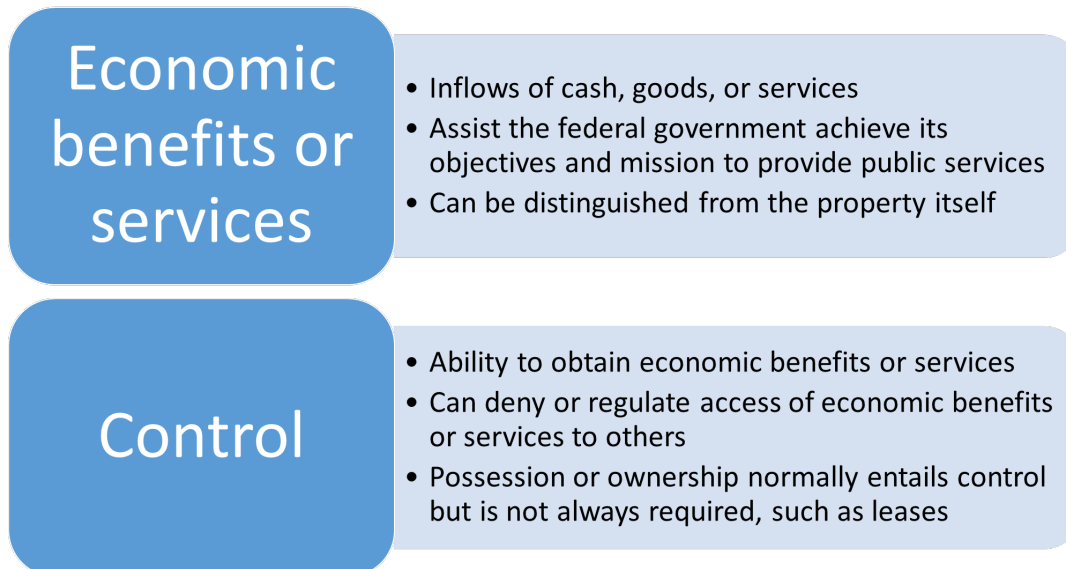 Economic
benefits or
services
• Inflows of cash, goods, or services
• Assist the federal government achieve its
objectives and mission to provide public services
• Can be distinguished from the property itself
Control
• Ability to obtain economic benefits or services
• Can deny or regulate access of economic benefits
or services to others
• Possession or ownership normally entails control
but is not always required, such as leases